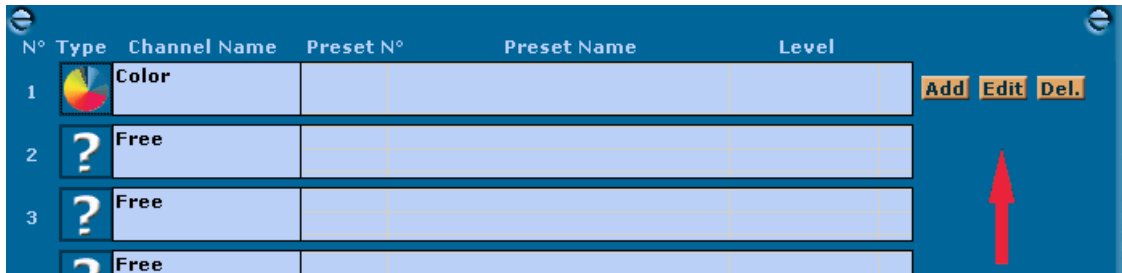 N° Type Channel Name Preset N° Preset Name Level
1 Color Add Edit Del.
2 ? Free
3 ? Free
? Free